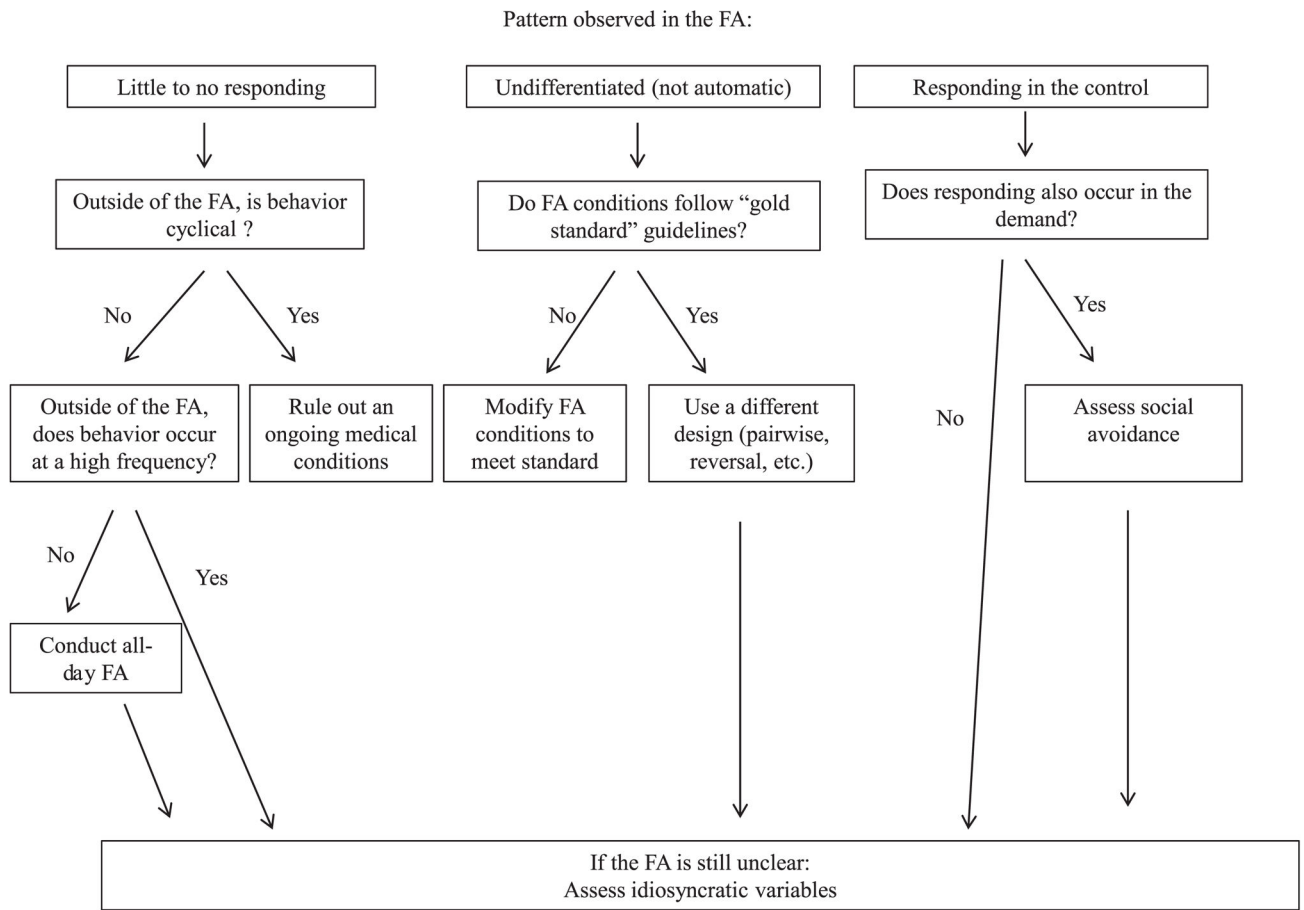 Pattern observed in the FA:
Little to no responding
Undifferentiated (not automatic)
Responding in the control
Outside of the FA, is behavior
cyclical ?
Do FA conditions follow “gold
standard” guidelines?
Does responding also occur in the
demand?
No
Yes
No
Yes
Yes
Outside of the FA,
does behavior occur
at a high frequency?
Rule out an
ongoing medical
conditions
Modify FA
conditions to
meet standard
Use a different
design (pairwise,
reversal, etc.)
No
Assess social
avoidance
No
Yes
Conduct all-
day FA
If the FA is still unclear:
Assess idiosyncratic variables